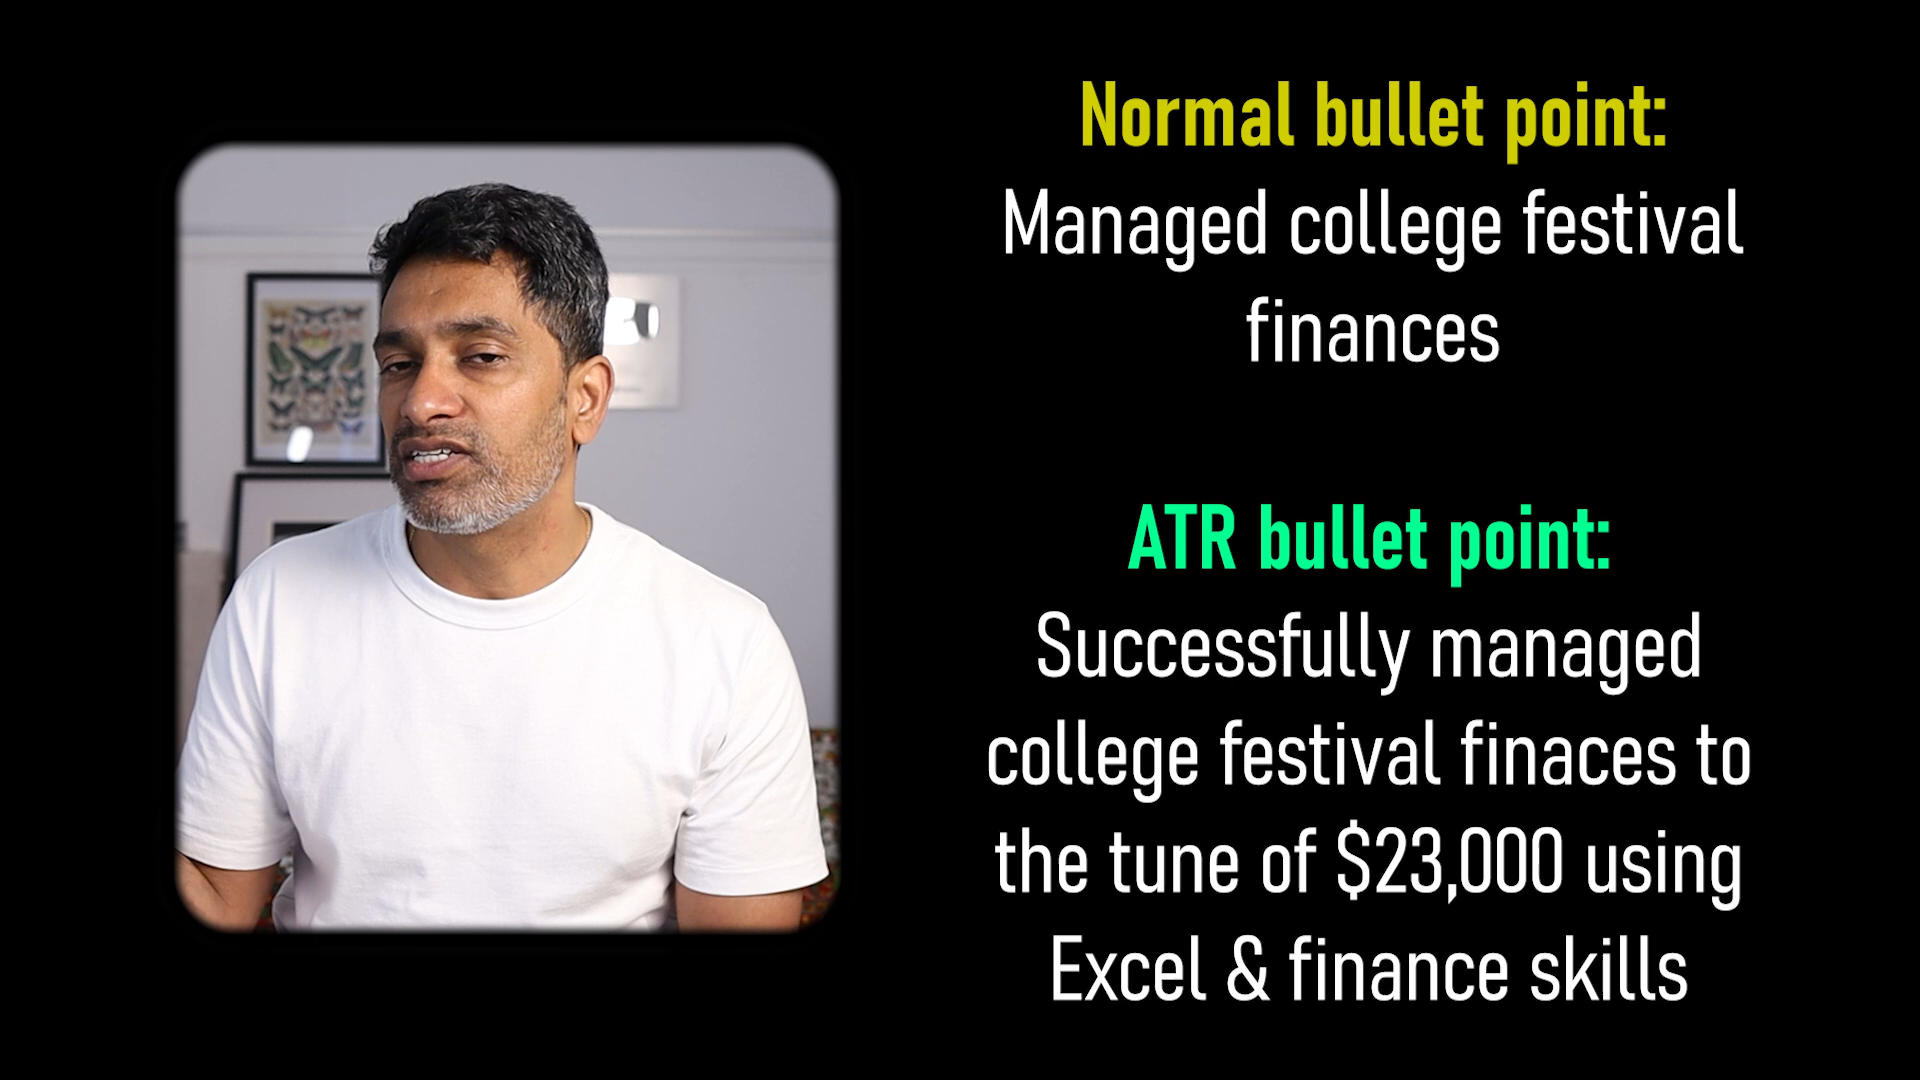 Normal bullet point:
Managed college festival
finances
ATR bullet point:
Successfully managed
college festival finaces to
the tune of $23,000 using
Excel & finance skills